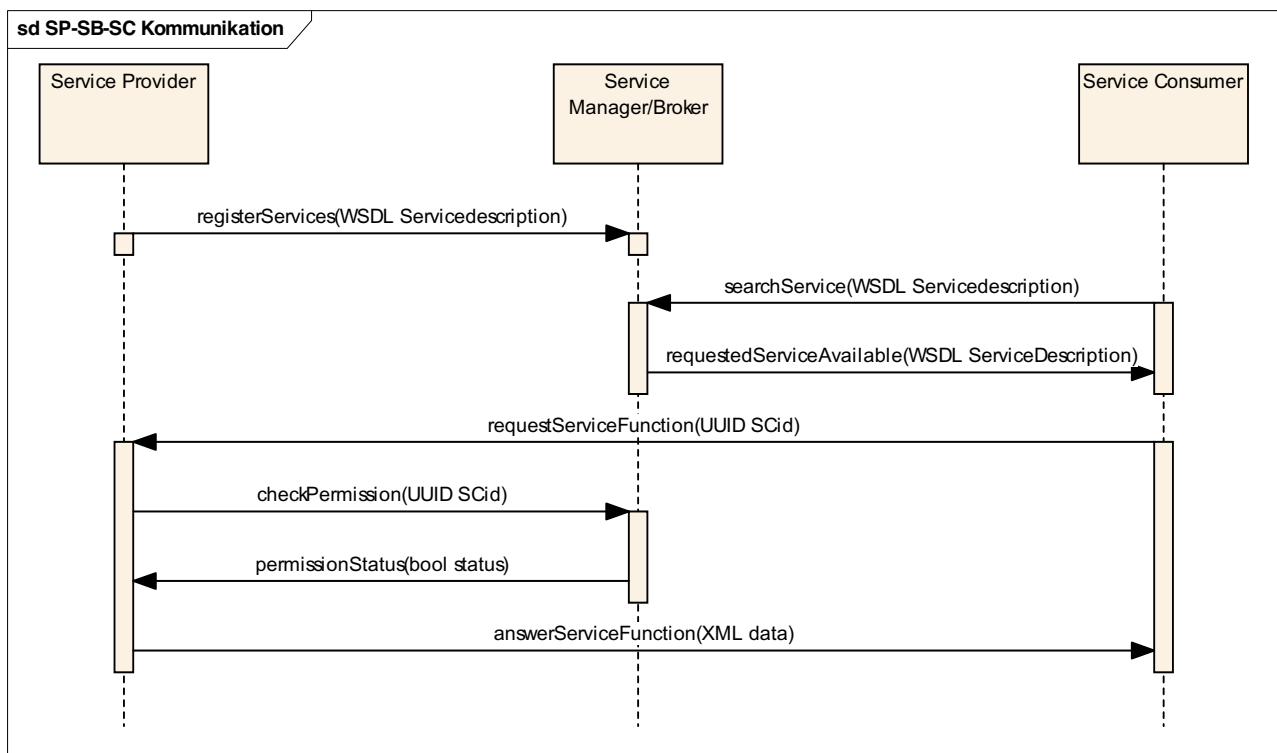 sd SP-SB-SC Kommunikation
Service Provider
Service
Manager/Broker
Service Consumer
registerServices(WSDL Servicedescription)
searchService(WSDL Servicedescription)
requestedServiceAvailable(WSDL ServiceDescription)
requestServiceFunction(UUID SCid)
checkPermission(UUID SCid)
permissionStatus(bool status)
answerServiceFunction(XML data)